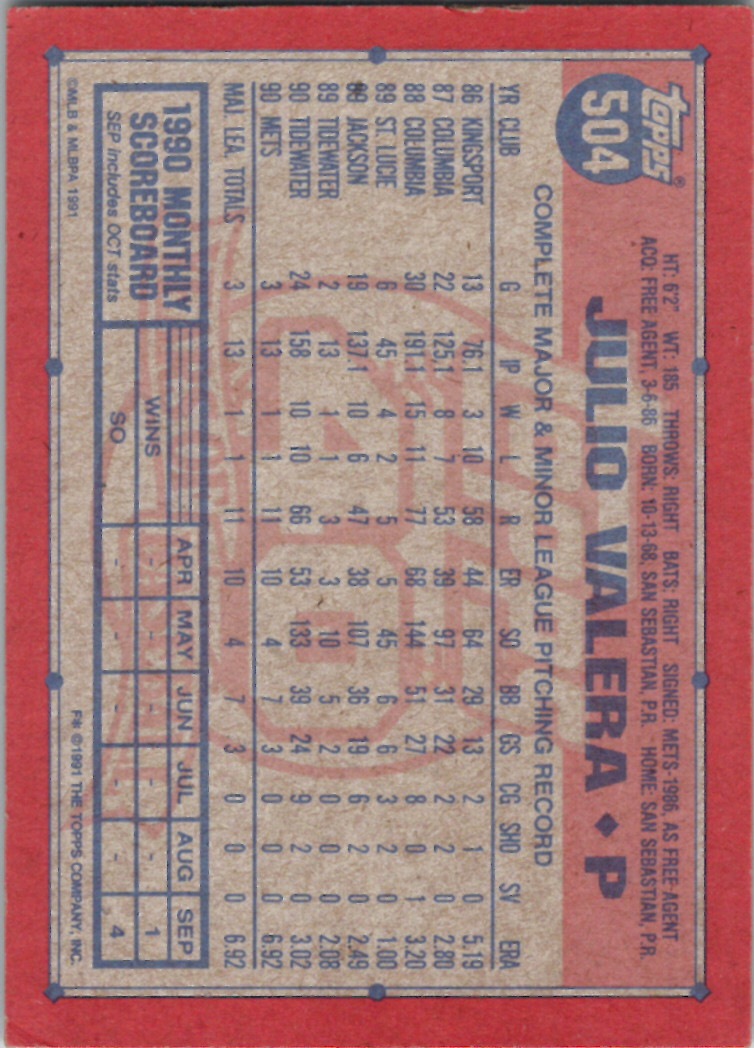 Topps®
504
HT: 6'2" WT: 185 THROWS: RIGHT BATS: RIGHT SIGNED: METS-1986, AS FREE AGENT
ACQ: FREE AGENT, 3-6-86 BORN: 10-13-68, SAN SEBASTIAN, P.R. HOME: SAN SEBASTIAN, P.R.
JULIO VALERA ♦ P
COMPLETE MAJOR & MINOR LEAGUE PITCHING RECORD
YR CLUB G IP W L R ER SO BB GS CG SHO SV ERA
86 KINGSPORT 13 76.1 3 10 58 44 64 29 13 2 1 0 5.19
87 COLUMBIA 22 125.1 8 7 53 39 97 31 22 2 2 0 2.80
88 COLUMBIA 30 191.1 15 11 77 68 144 51 27 8 0 1 3.20
89 ST. LUCIE 6 45 4 2 5 5 45 6 6 3 2 0 1.00
89 JACKSON 19 137.1 10 6 47 38 107 36 19 6 2 0 2.49
89 TIDEWATER 2 13 1 1 3 3 10 5 2 0 0 0 2.08
90 TIDEWATER 24 158 10 10 66 53 133 39 24 9 2 0 3.02
90 METS 3 13 1 1 11 10 4 7 3 0 0 0 6.92
MAJ. LEA. TOTALS 3 13 1 1 11 10 4 7 3 0 0 0 6.92
1990 MONTHLY
SCOREBOARD
SEP includes OCT stats
APR MAY JUN JUL AUG SEP
WINS - - - - - 1
SO - - - - - 4
©MLB & MLBPA 1991
F** ©1991 THE TOPPS COMPANY, INC.